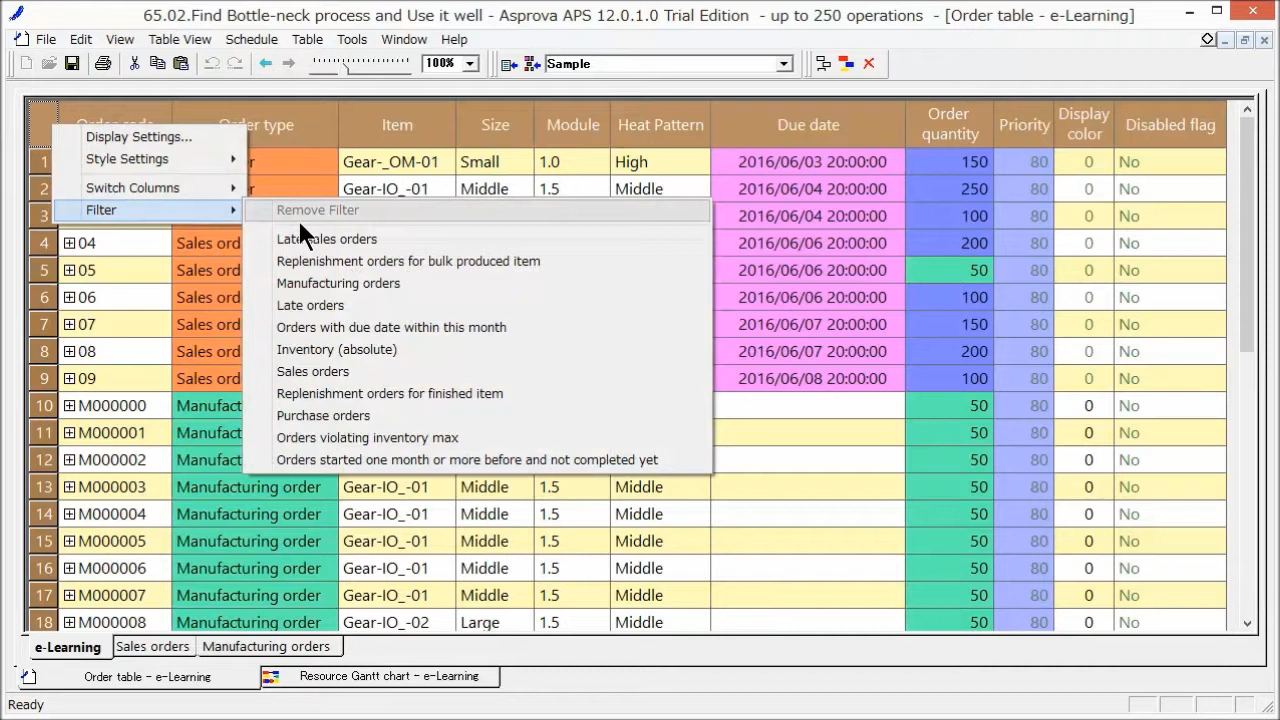 65.02.Find Bottle-neck process and Use it well - Asprova APS 12.0.1.0 Trial Edition - up to 250 operations - [Order table - e-Learning]
File Edit View Table View Schedule Table Tools Window Help
100% Sample
Order type Item Size Module Heat Pattern Due date Order quantity Priority Display color Disabled flag
Display Settings...
Style Settings
Switch Columns
Filter
Remove Filter
Late sales orders
Replenishment orders for bulk produced item
Manufacturing orders
Late orders
Orders with due date within this month
Inventory (absolute)
Sales orders
Replenishment orders for finished item
Purchase orders
Orders violating inventory max
Orders started one month or more before and not completed yet
1 Gear-_OM-01 Small 1.0 High 2016/06/03 20:00:00 150 80 0 No
2 Gear-IO_-01 Middle 1.5 Middle 2016/06/04 20:00:00 250 80 0 No
3 2016/06/04 20:00:00 100 80 0 No
4 04 Sales ord 2016/06/06 20:00:00 200 80 0 No
5 05 Sales ord 2016/06/06 20:00:00 50 80 0 No
6 06 Sales ord 2016/06/06 20:00:00 100 80 0 No
7 07 Sales ord 2016/06/07 20:00:00 150 80 0 No
8 08 Sales ord 2016/06/07 20:00:00 200 80 0 No
9 09 Sales ord 2016/06/08 20:00:00 100 80 0 No
10 M000000 Manufact 50 80 0 No
11 M000001 Manufact 50 80 0 No
12 M000002 Manufact 50 80 0 No
13 M000003 Manufacturing order Gear-IO_-01 Middle 1.5 Middle 50 80 0 No
14 M000004 Manufacturing order Gear-IO_-01 Middle 1.5 Middle 50 80 0 No
15 M000005 Manufacturing order Gear-IO_-01 Middle 1.5 Middle 50 80 0 No
16 M000006 Manufacturing order Gear-IO_-01 Middle 1.5 Middle 50 80 0 No
17 M000007 Manufacturing order Gear-IO_-01 Middle 1.5 Middle 50 80 0 No
18 M000008 Manufacturing order Gear-IO_-02 Large 1.5 Middle 50 80 0 No
e-Learning Sales orders Manufacturing orders
Order table - e-Learning Resource Gantt chart - e-Learning
Ready